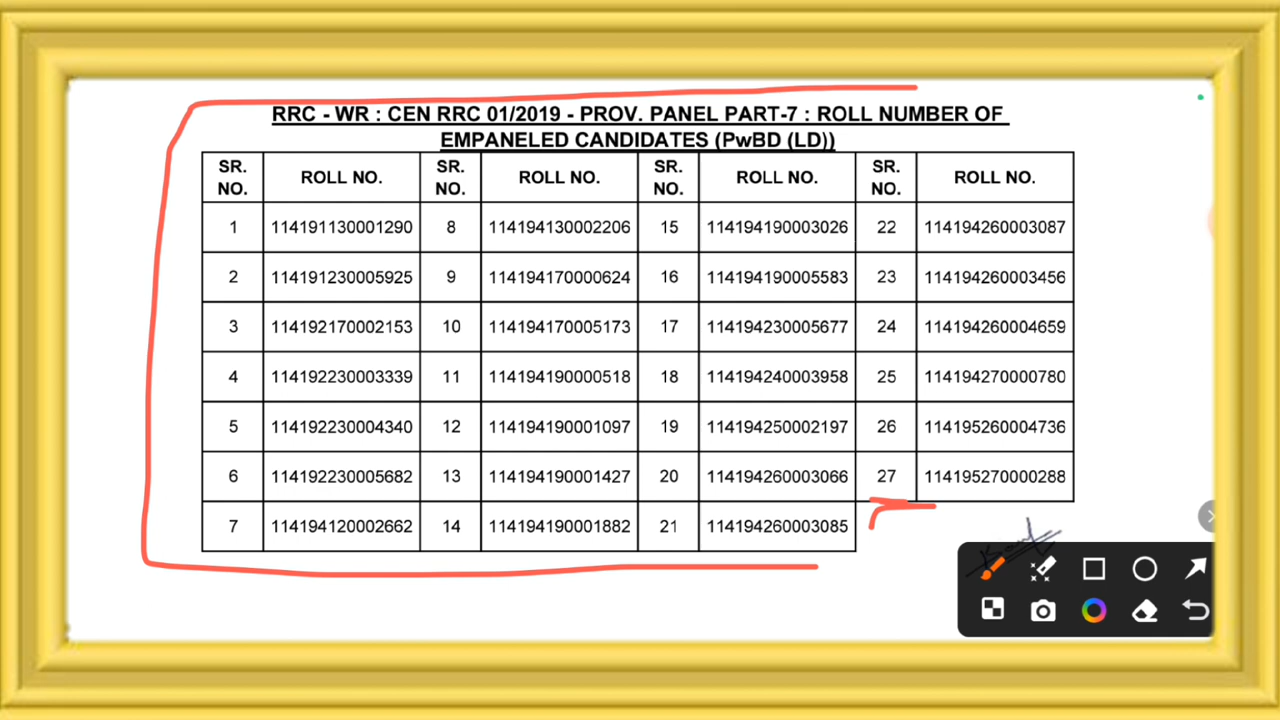 RRC - WR : CEN RRC 01/2019 - PROV. PANEL PART-7 : ROLL NUMBER OF
EMPANELED CANDIDATES (PwBD (LD))
SR. NO. ROLL NO. SR. NO. ROLL NO. SR. NO. ROLL NO. SR. NO. ROLL NO.
1 114191130001290 8 114194130002206 15 114194190003026 22 114194260003087
2 114191230005925 9 114194170000624 16 114194190005583 23 114194260003456
3 114192170002153 10 114194170005173 17 114194230005677 24 114194260004659
4 114192230003339 11 114194190000518 18 114194240003958 25 114194270000780
5 114192230004340 12 114194190001097 19 114194250002197 26 114195260004736
6 114192230005682 13 114194190001427 20 114194260003066 27 114195270000288
7 114194120002662 14 114194190001882 21 114194260003085